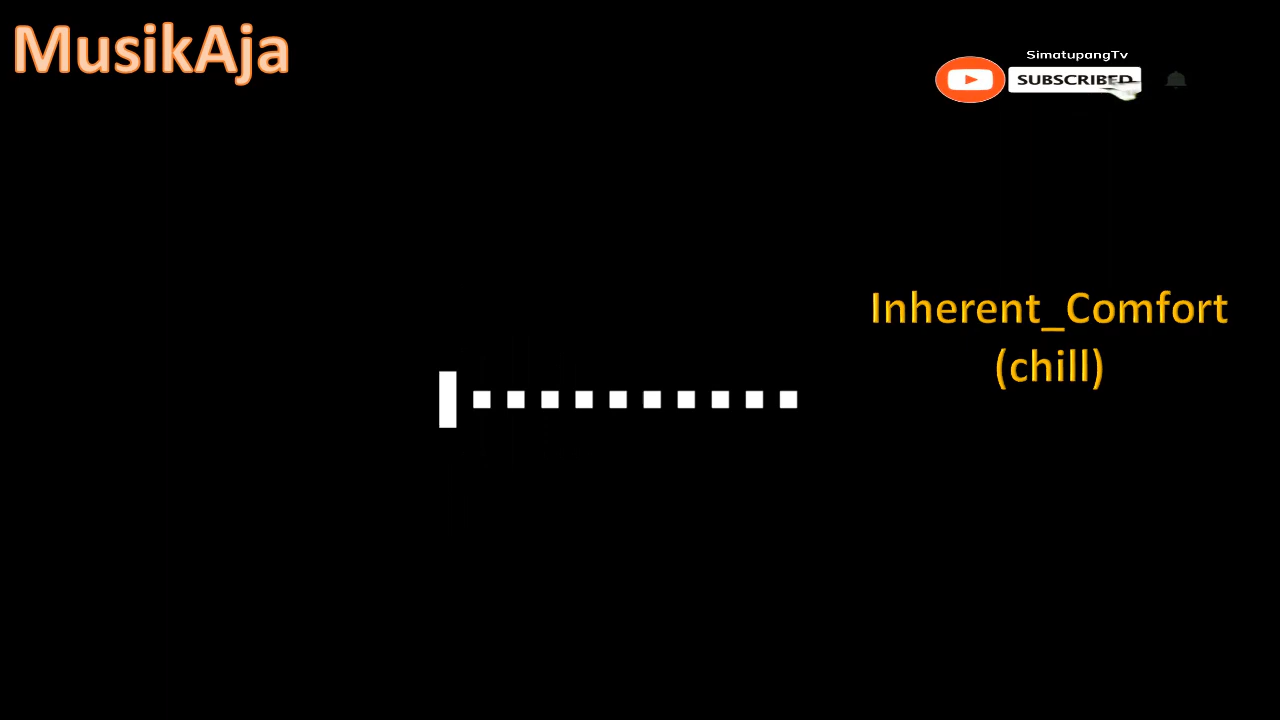 MusikAja
SimatupangTv
SUBSCRIBED
Inherent_Comfort
(chill)